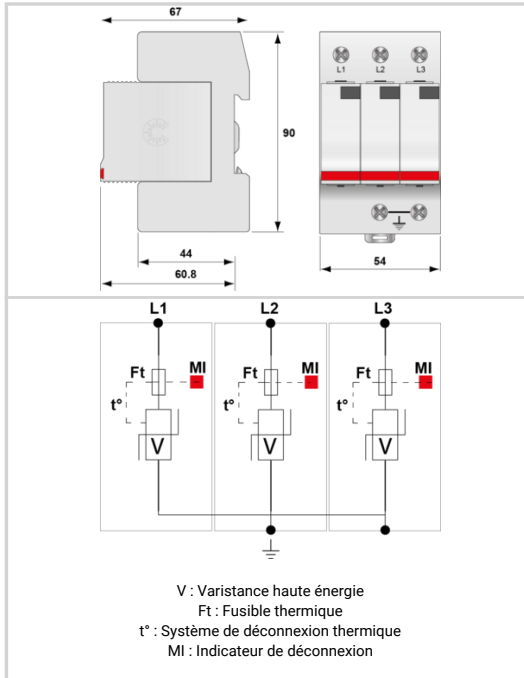 67
L1 L2 L3
90
44
60.8
54
L1 L2 L3
Ft MI Ft MI Ft MI
t° t° t°
V V V
V : Varistance haute énergie
Ft : Fusible thermique
t° : Système de déconnexion thermique
MI : Indicateur de déconnexion